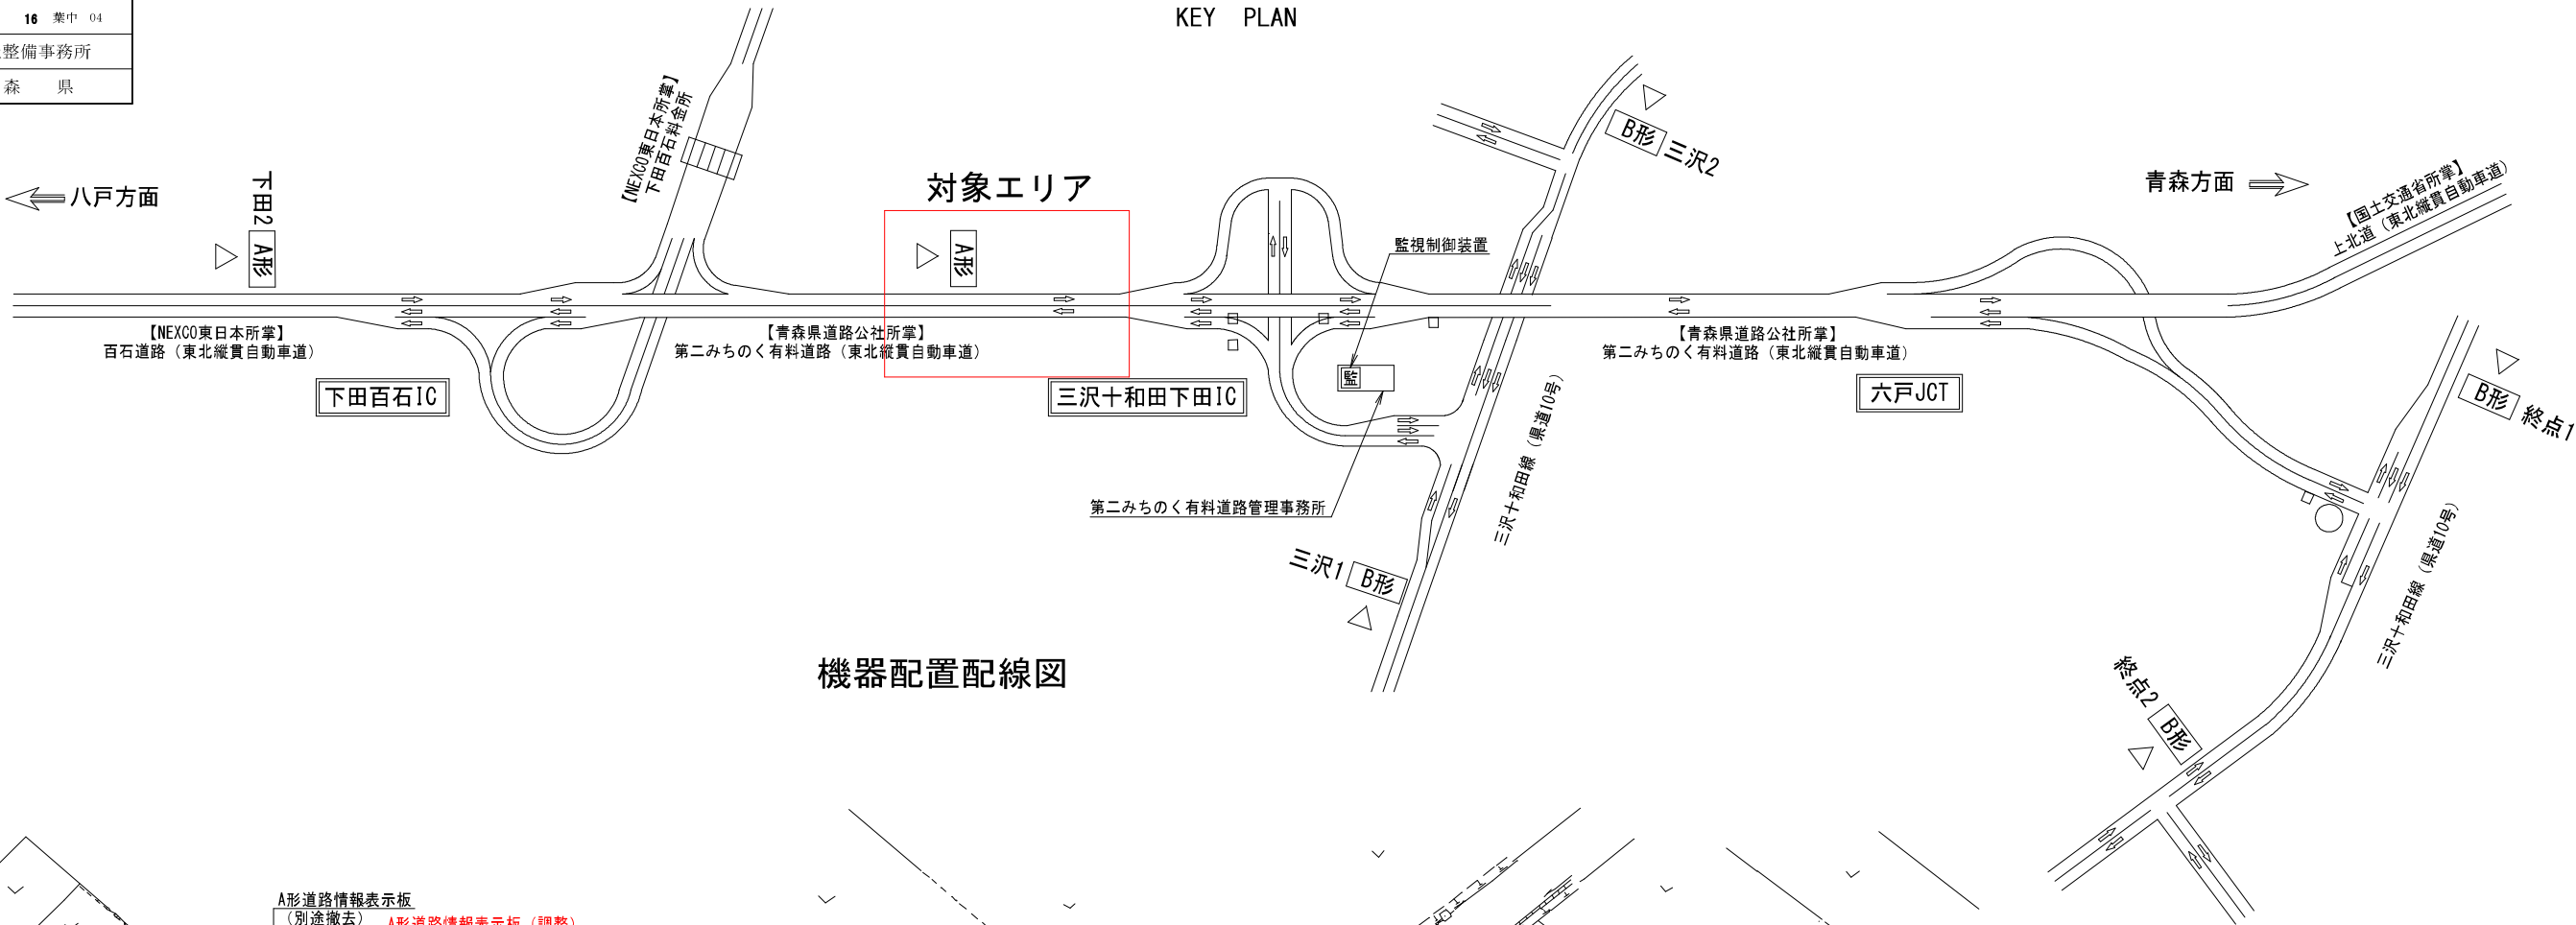 16 葉中 04
整備事務所
森 県
KEY PLAN
八戸方面
下田2
A形
【NEXCO東日本所掌】
下田百石料金所
対象エリア
A形
B形 三沢2
監視制御装置
青森方面
【国土交通省所掌】
上北道（東北縦貫自動車道）
【NEXCO東日本所掌】
百石道路（東北縦貫自動車道）
【青森県道路公社所掌】
第二みちのく有料道路（東北縦貫自動車道）
【青森県道路公社所掌】
第二みちのく有料道路（東北縦貫自動車道）
下田百石IC
三沢十和田下田IC
監
六戸JCT
B形 終点1
三沢十和田線（県道10号）
第二みちのく有料道路管理事務所
三沢1 B形
三沢十和田線（県道10号）
終点2 B形
機器配置配線図
A形道路情報表示板
（別途撤去）
A形道路情報表示板（調整）